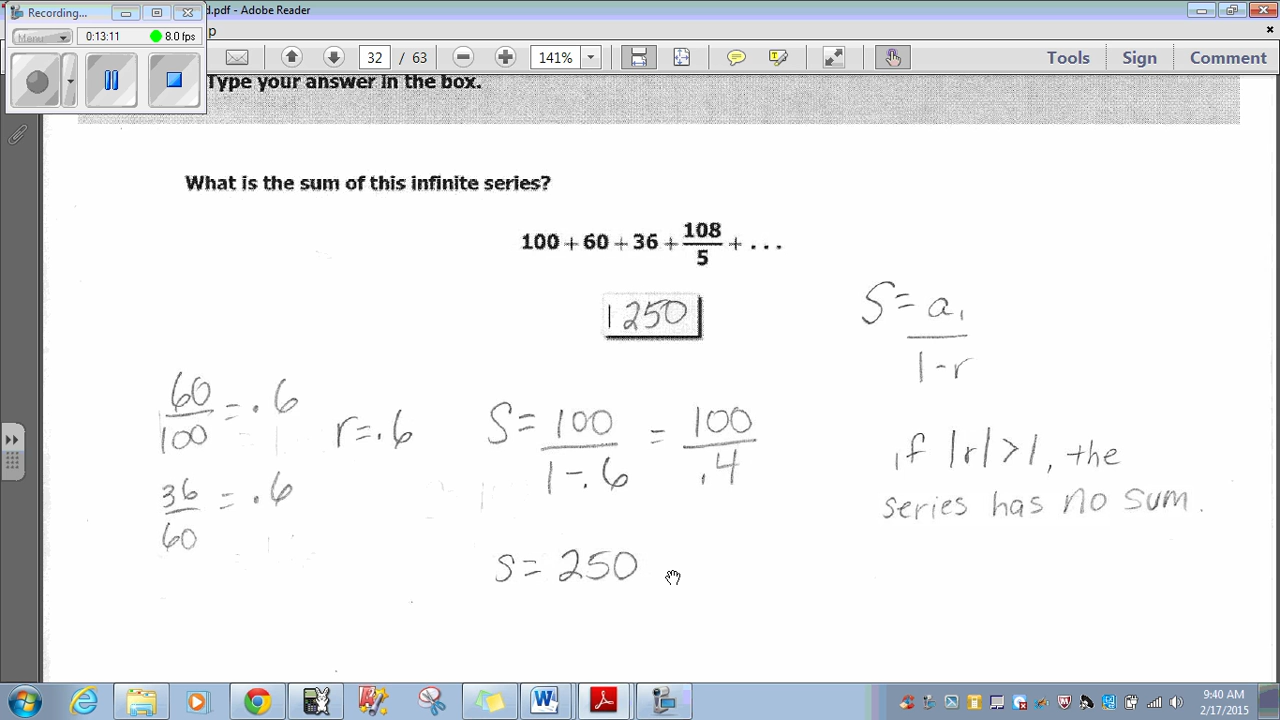 Recording...
d.pdf - Adobe Reader
Menu
0:13:11
8.0 fps
p
32 / 63
141%
Tools
Sign
Comment
Type your answer in the box.
What is the sum of this infinite series?
100 + 60 + 36 + 108/5 + ...
250
S = a₁/1-r
60/100 = .6
r = .6
S = 100/1-.6 = 100/.4
if |r| > 1, the
series has no sum.
36/60 = .6
S = 250
9:40 AM
2/17/2015